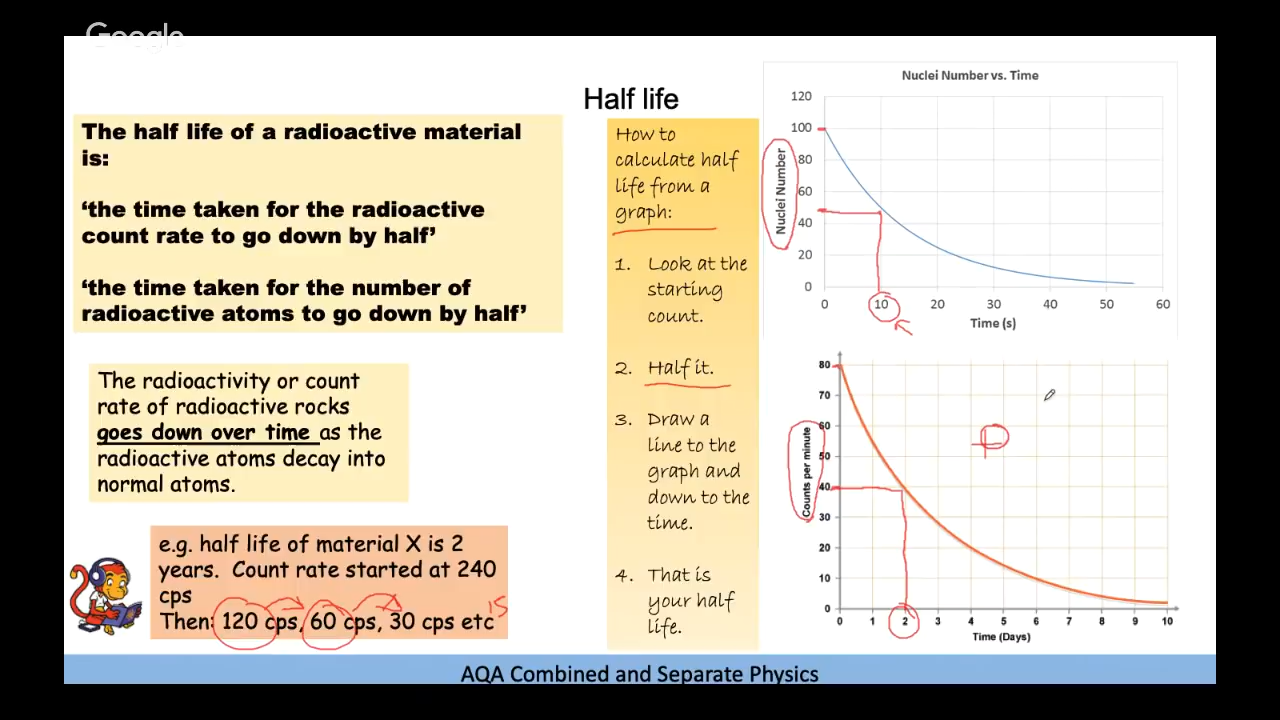 Google
Half life
The half life of a radioactive material
is:
‘the time taken for the radioactive
count rate to go down by half’
‘the time taken for the number of
radioactive atoms to go down by half’
The radioactivity or count
rate of radioactive rocks
goes down over time as the
radioactive atoms decay into
normal atoms.
e.g. half life of material X is 2
years. Count rate started at 240
cps
Then: 120 cps, 60 cps, 30 cps etc
15
How to
calculate half
life from a
graph:
1. Look at the
starting
count.
2. Half it.
3. Draw a
line to the
graph and
down to the
time.
4. That is
your half
life.
Nuclei Number vs. Time
120
100
80
60
40
20
0
Nuclei Number
0 10 20 30 40 50 60
Time (s)
80
70
60
50
40
30
20
10
0
Counts per minute
0 1 2 3 4 5 6 7 8 9 10
Time (Days)
AQA Combined and Separate Physics